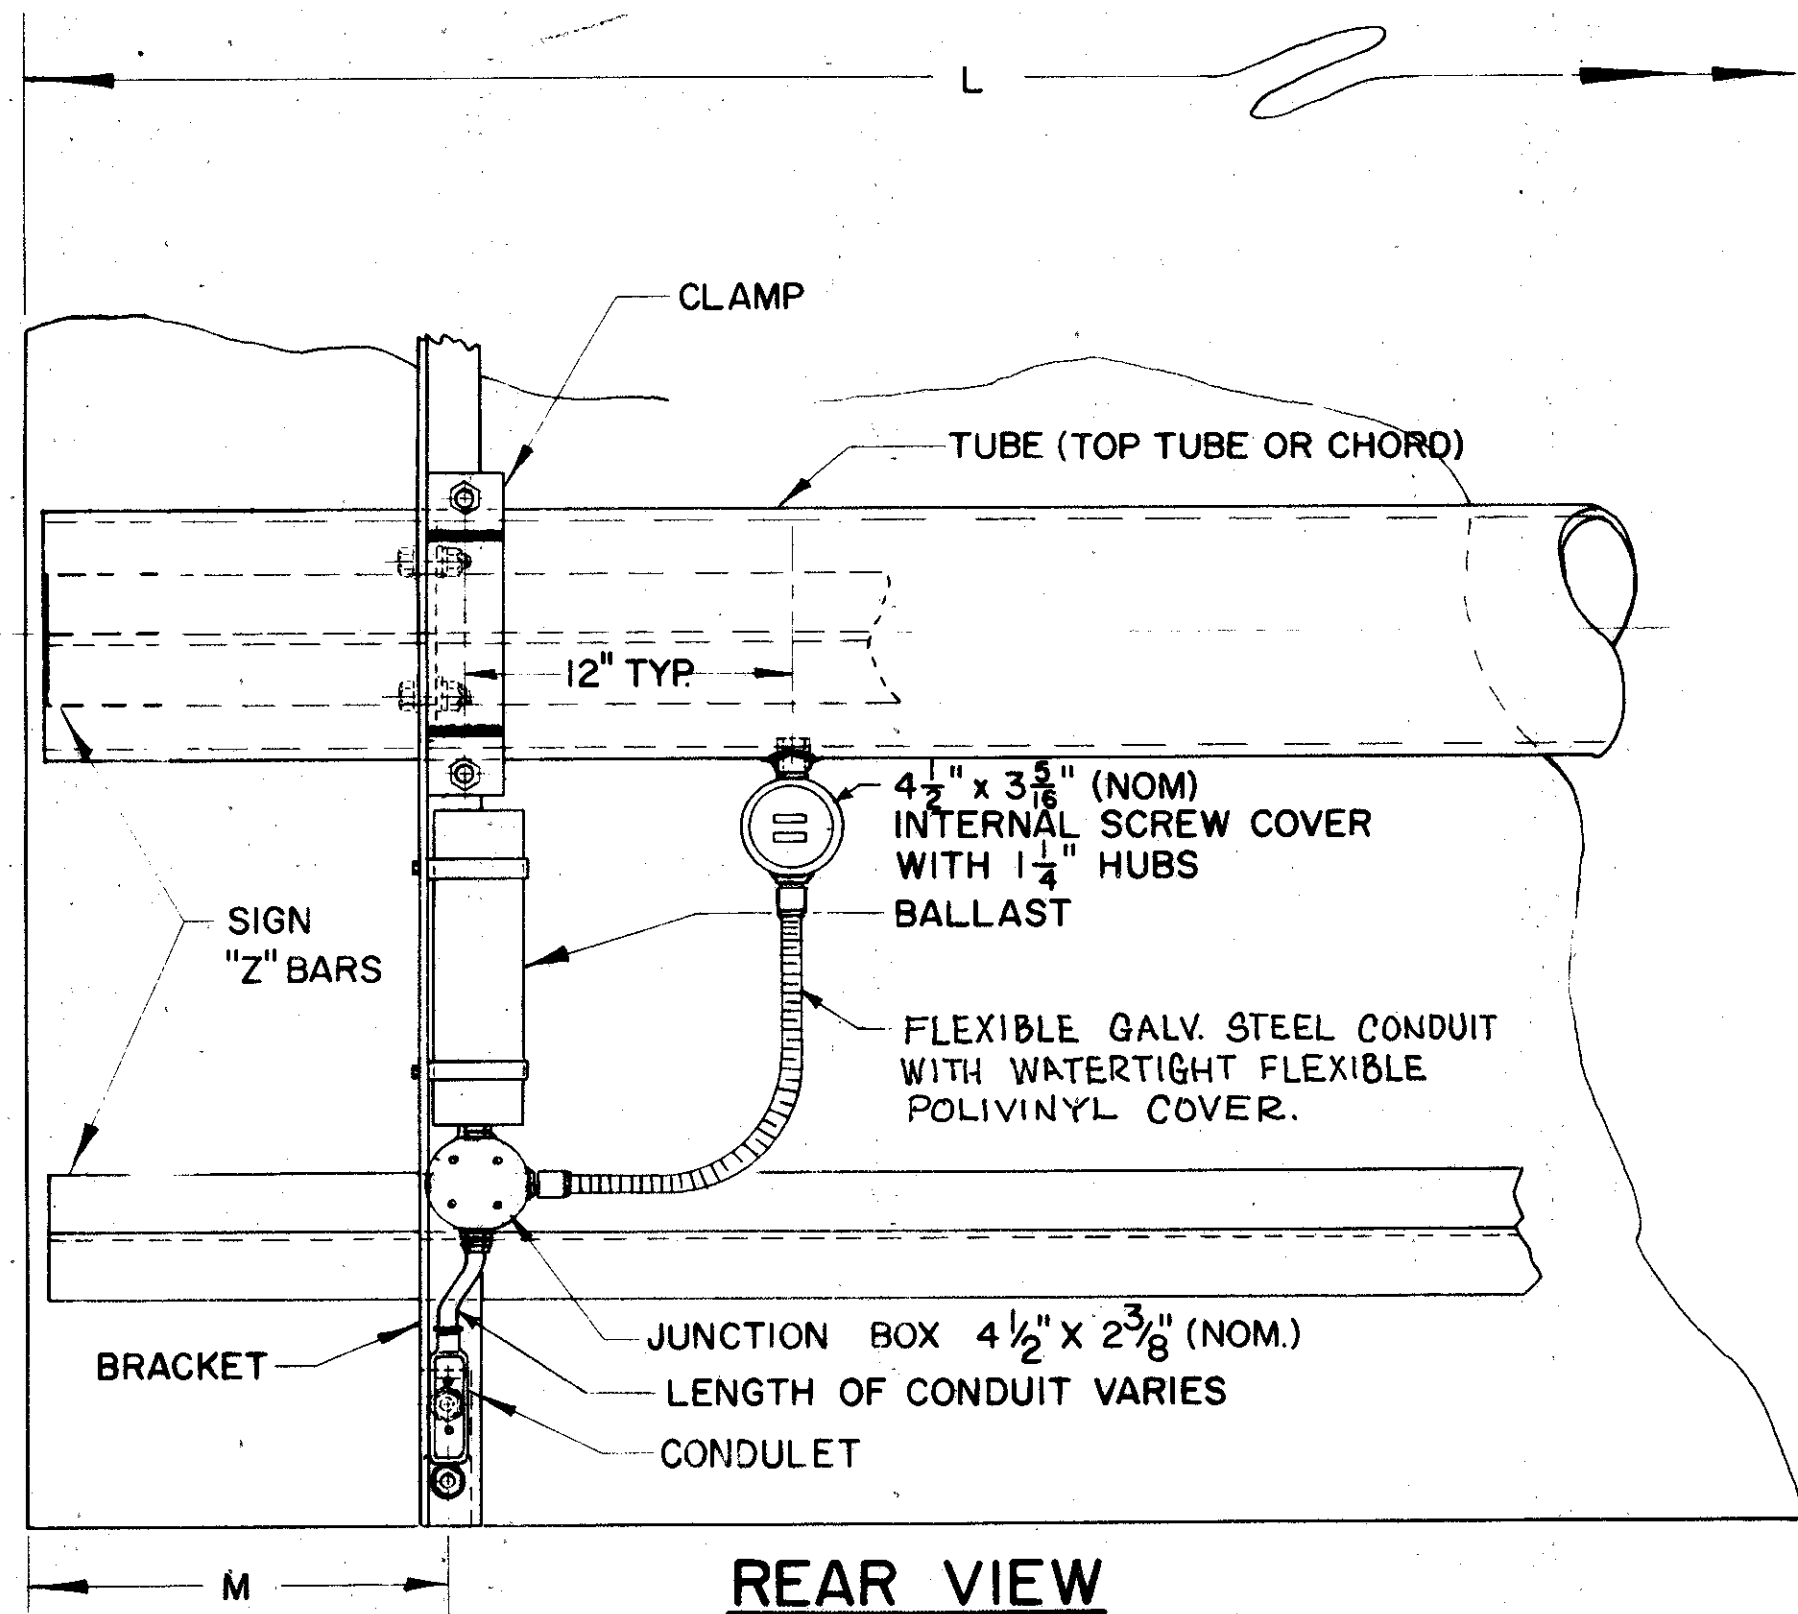 L
CLAMP
TUBE (TOP TUBE OR CHORD)
12" TYP.
4 1/2" x 3 5/16" (NOM)
INTERNAL SCREW COVER
WITH 1 1/4" HUBS
BALLAST
SIGN
"Z" BARS
FLEXIBLE GALV. STEEL CONDUIT
WITH WATERTIGHT FLEXIBLE
POLIVINYL COVER.
JUNCTION BOX 4 1/2" X 2 3/8" (NOM.)
BRACKET
LENGTH OF CONDUIT VARIES
CONDULET
M
REAR VIEW